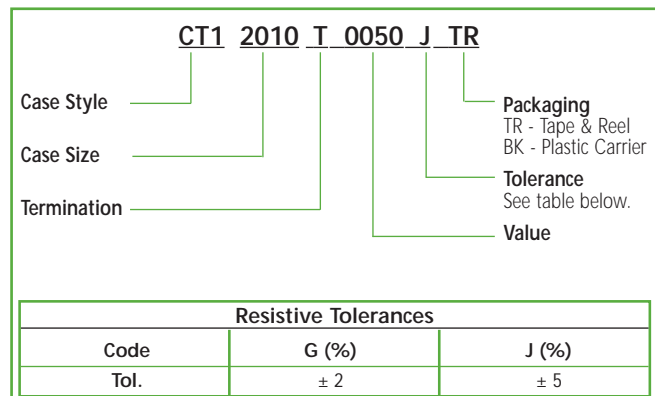 CT1 2010 T 0050 J TR
Case Style
Case Size
Termination
Packaging
TR - Tape & Reel
BK - Plastic Carrier
Tolerance
See table below.
Value
Resistive Tolerances
Code G (%) J (%)
Tol. ± 2 ± 5